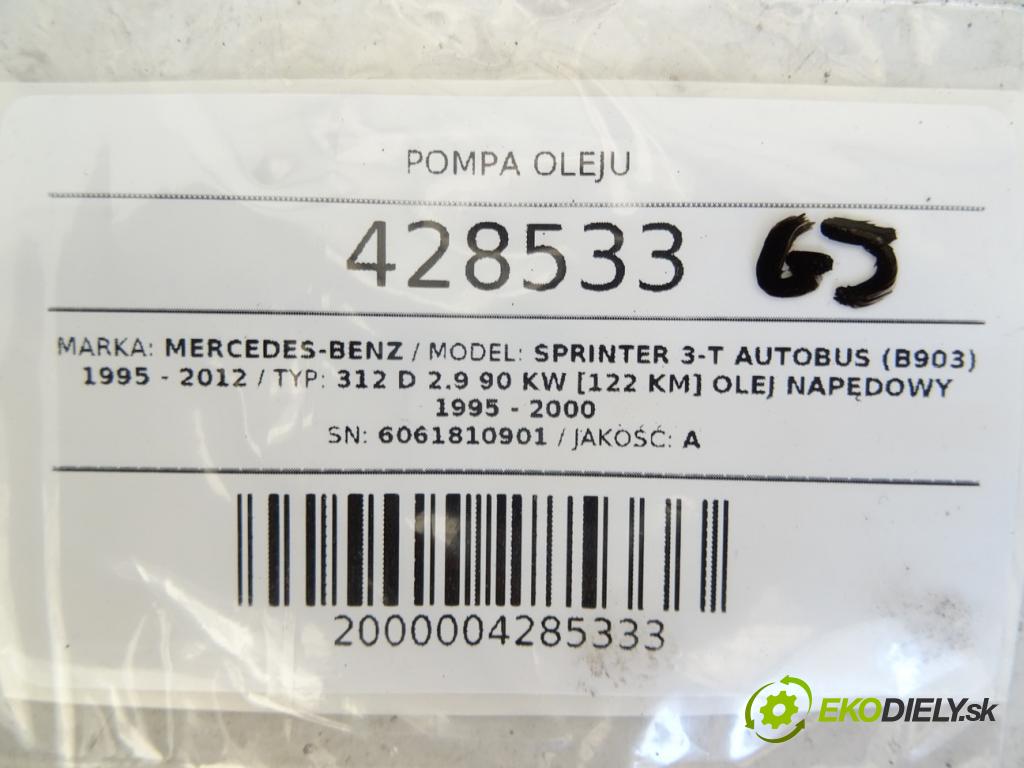 POMPA OLEJU
428533 GJ
MARKA: MERCEDES-BENZ / MODEL: SPRINTER 3-T AUTOBUS (B903)
1995 - 2012 / TYP: 312 D 2.9 90 KW [122 KM] OLEJ NAPĘDOWY
1995 - 2000
SN: 6061810901 / JAKOŚĆ: A
2000004285333
EKODIELY.sk